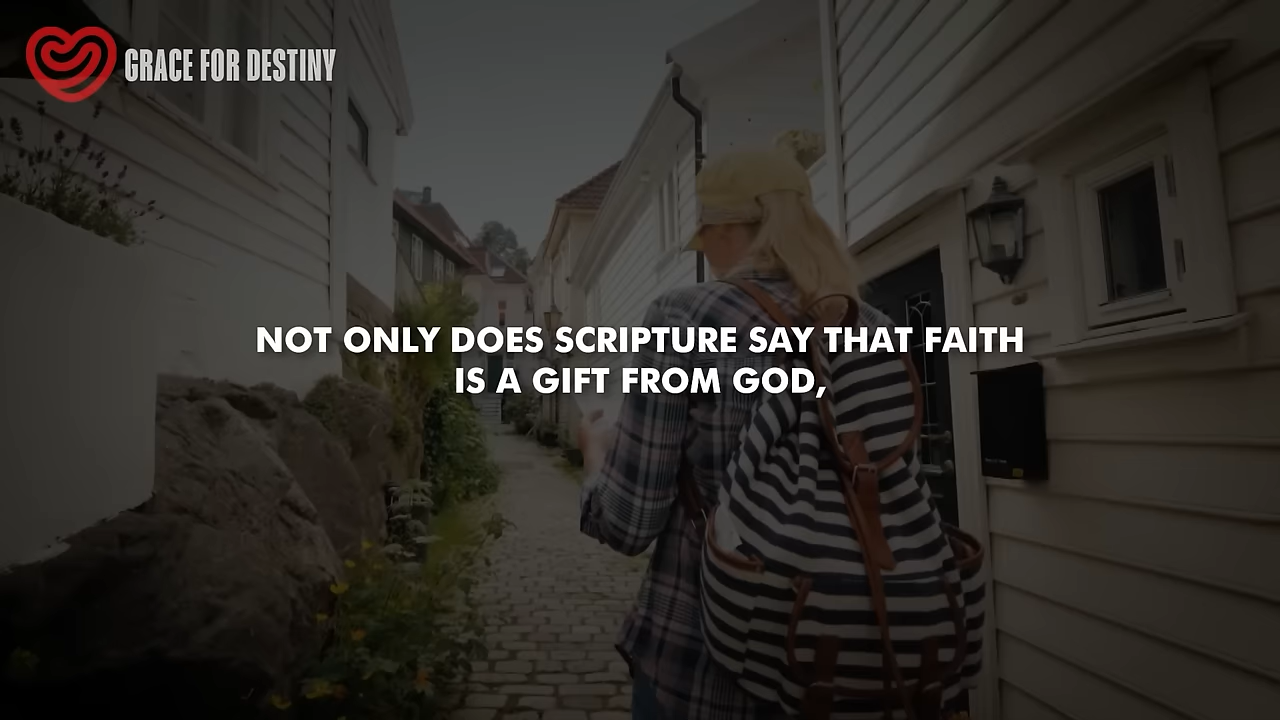 GRACE FOR DESTINY
NOT ONLY DOES SCRIPTURE SAY THAT FAITH
IS A GIFT FROM GOD,